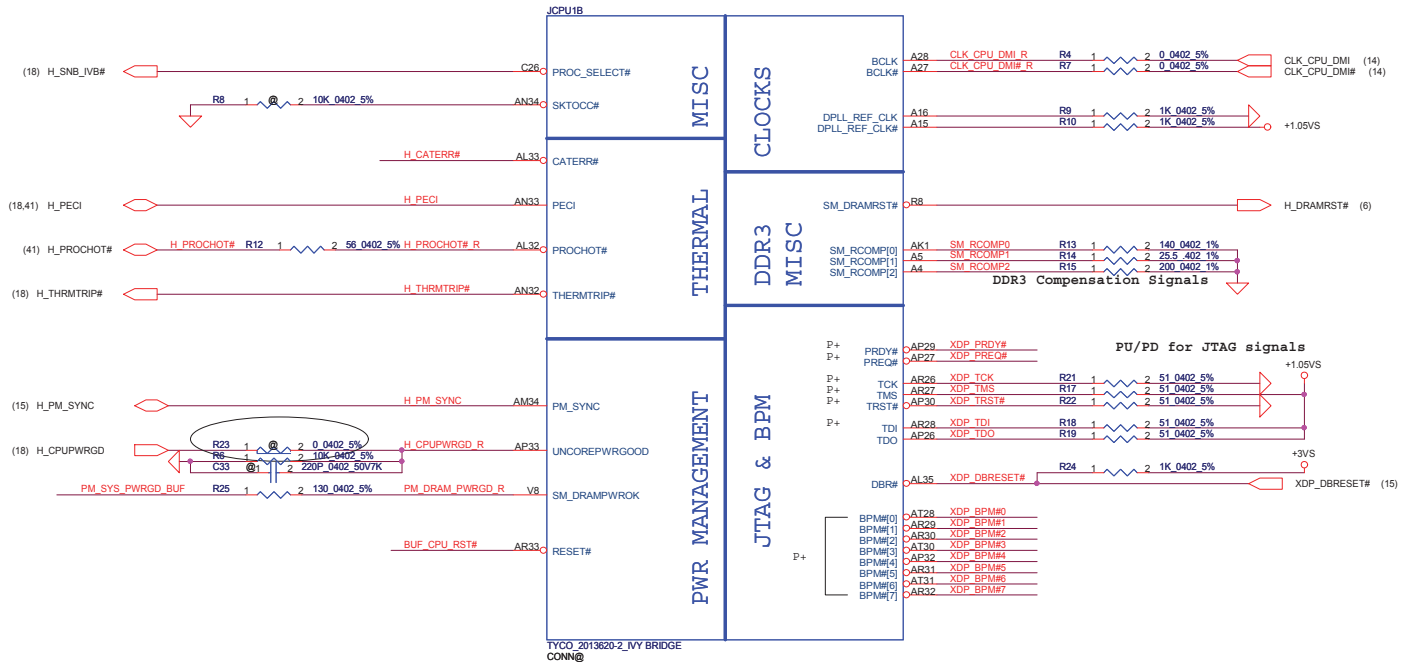 JCPU1B
(18) H_SNB_IVB# C26 PROC_SELECT#
R8 1 @ 2 10K_0402_5% AN34 SKTOCC#
MISC
H_CATERR# AL33 CATERR#
(18,41) H_PECI H_PECI AN33 PECI
(41) H_PROCHOT# H_PROCHOT# R12 1 2 56_0402_5% H_PROCHOT#_R AL32 PROCHOT#
(18) H_THRMTRIP# H_THRMTRIP# AN32 THERMTRIP#
THERMAL
(15) H_PM_SYNC H_PM_SYNC AM34 PM_SYNC
(18) H_CPUPWRGD R23 1 @ 2 0_0402_5% H_CPUPWRGD_R AP33 UNCOREPWRGOOD
R6 1 2 10K_0402_5%
C33 @1 2 220P_0402_50V7K
PM_SYS_PWRGD_BUF R25 1 2 130_0402_5% PM_DRAM_PWRGD_R V8 SM_DRAMPWROK
BUF_CPU_RST# AR33 RESET#
PWR MANAGEMENT
CLOCKS
BCLK A28 CLK_CPU_DMI_R R4 1 2 0_0402_5% CLK_CPU_DMI (14)
BCLK# A27 CLK_CPU_DMI#_R R7 1 2 0_0402_5% CLK_CPU_DMI# (14)
DPLL_REF_CLK A16 R9 1 2 1K_0402_5%
DPLL_REF_CLK# A15 R10 1 2 1K_0402_5% +1.05VS
DDR3
MISC
SM_DRAMRST# R8 H_DRAMRST# (6)
SM_RCOMP[0] AK1 SM_RCOMP0 R13 1 2 140_0402_1%
SM_RCOMP[1] A5 SM_RCOMP1 R14 1 2 25.5_.402_1%
SM_RCOMP[2] A4 SM_RCOMP2 R15 1 2 200_0402_1%
DDR3 Compensation Signals
JTAG & BPM
PU/PD for JTAG signals
+1.05VS
P+ PRDY# AP29 XDP_PRDY#
P+ PREQ# AP27 XDP_PREQ#
P+ TCK AR26 XDP_TCK R21 1 2 51_0402_5%
P+ TMS AR27 XDP_TMS R17 1 2 51_0402_5%
P+ TRST# AP30 XDP_TRST# R22 1 2 51_0402_5%
P+ TDI AR28 XDP_TDI R18 1 2 51_0402_5%
TDO AP26 XDP_TDO R19 1 2 51_0402_5%
+3VS
R24 1 2 1K_0402_5%
DBR# AL35 XDP_DBRESET# XDP_DBRESET# (15)
BPM#[0] AT28 XDP_BPM#0
BPM#[1] AR29 XDP_BPM#1
BPM#[2] AR30 XDP_BPM#2
BPM#[3] AT30 XDP_BPM#3
P+ BPM#[4] AP32 XDP_BPM#4
BPM#[5] AR31 XDP_BPM#5
BPM#[6] AT31 XDP_BPM#6
BPM#[7] AR32 XDP_BPM#7
TYCO_2013620-2_IVY BRIDGE
CONN@